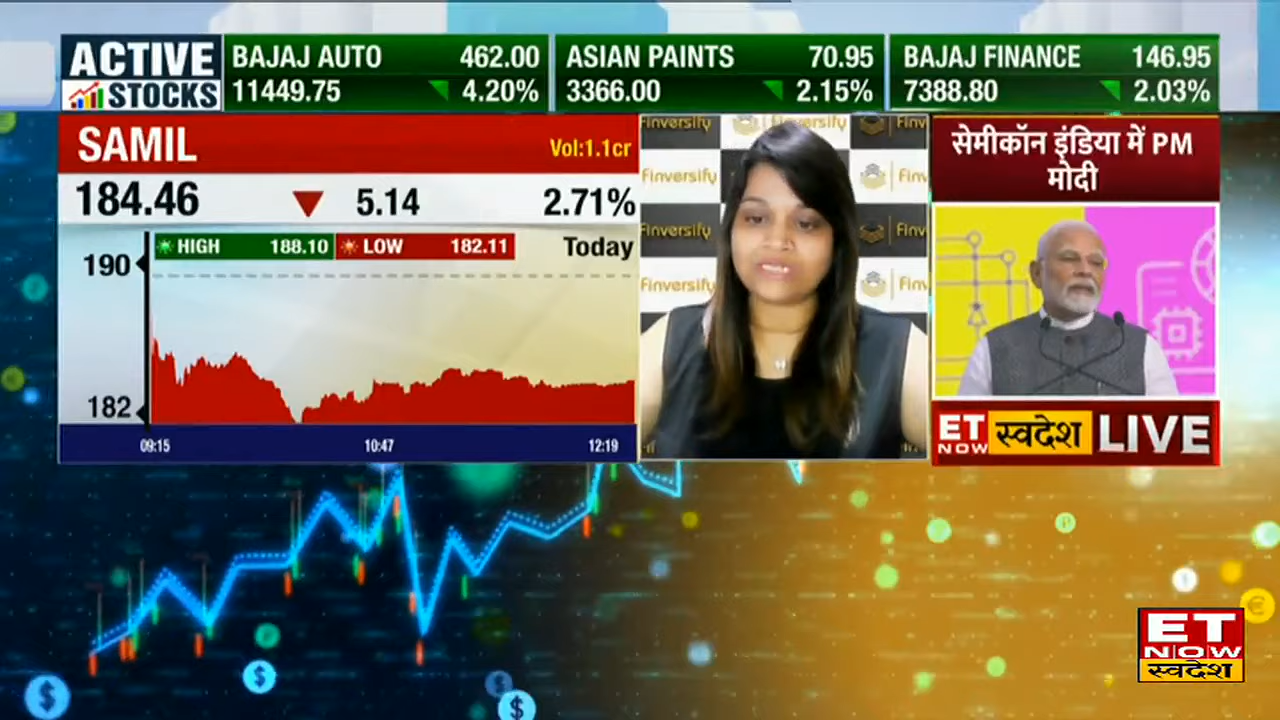 ACTIVE
STOCKS
BAJAJ AUTO 462.00
11449.75 4.20%
ASIAN PAINTS 70.95
3366.00 2.15%
BAJAJ FINANCE 146.95
7388.80 2.03%
SAMIL Vol:1.1cr
184.46 5.14 2.71%
HIGH 188.10 LOW 182.11 Today
190
182
09:15 10:47 12:19
Finversify
Finversify
Finversify
Finversify
सेमीकॉन इंडिया में PM
मोदी
ET
NOW
स्वदेश LIVE
ET
NOW
स्वदेश